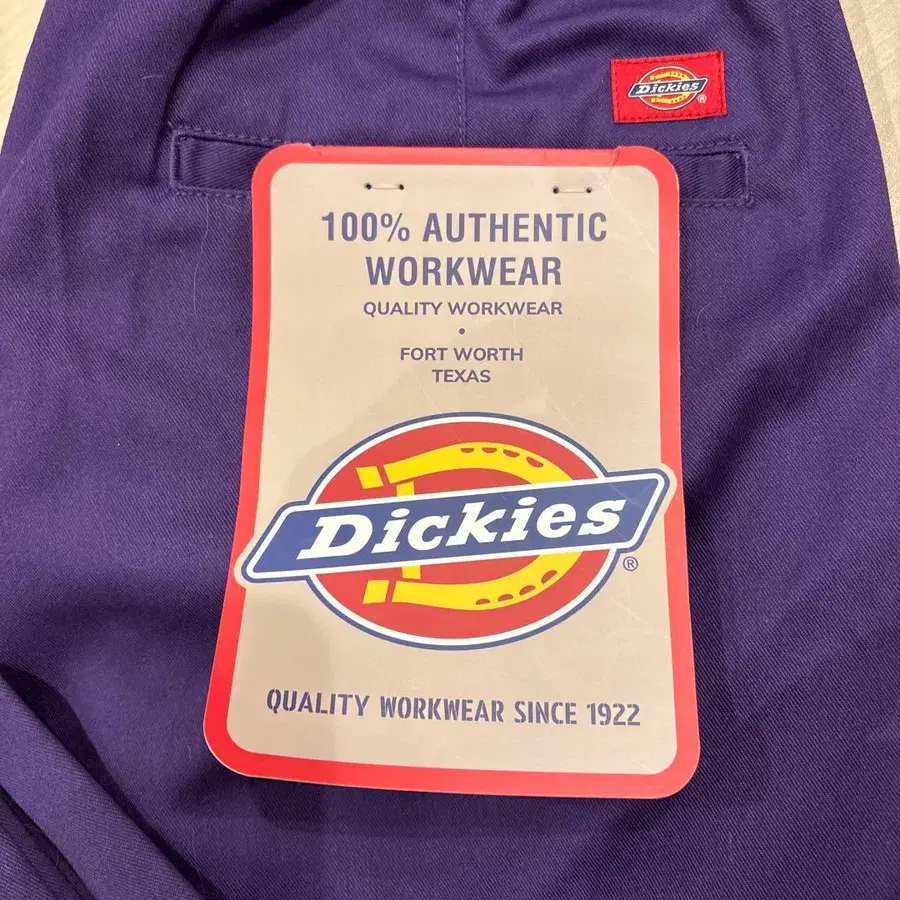 Dickies
®
100% AUTHENTIC
WORKWEAR
QUALITY WORKWEAR
•
FORT WORTH
TEXAS
Dickies
®
QUALITY WORKWEAR SINCE 1922